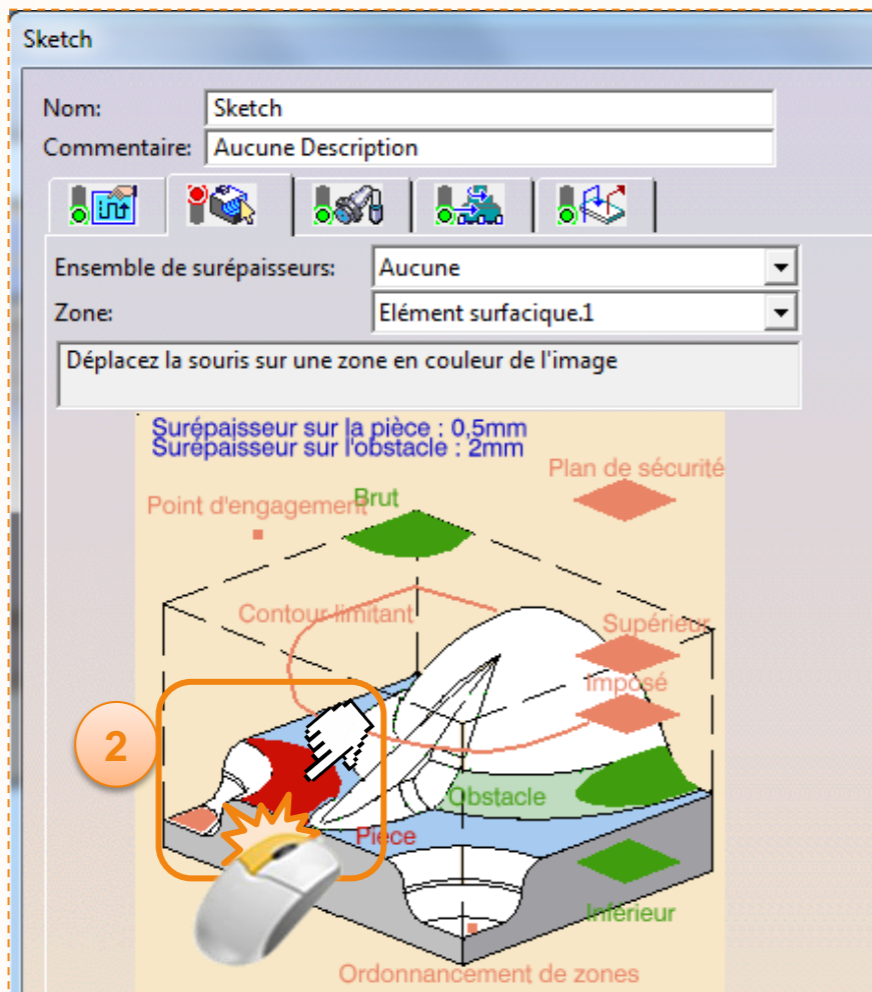 Sketch
Nom: Sketch
Commentaire: Aucune Description
Ensemble de surépaisseurs: Aucune
Zone: Elément surfacique.1
Déplacez la souris sur une zone en couleur de l'image
Surépaisseur sur la pièce : 0,5mm
Surépaisseur sur l'obstacle : 2mm
Plan de sécurité
Brut
Point d'engagement
Contour limitant
Supérieur
Imposé
2
Obstacle
Pièce
Inférieur
Ordonnancement de zones